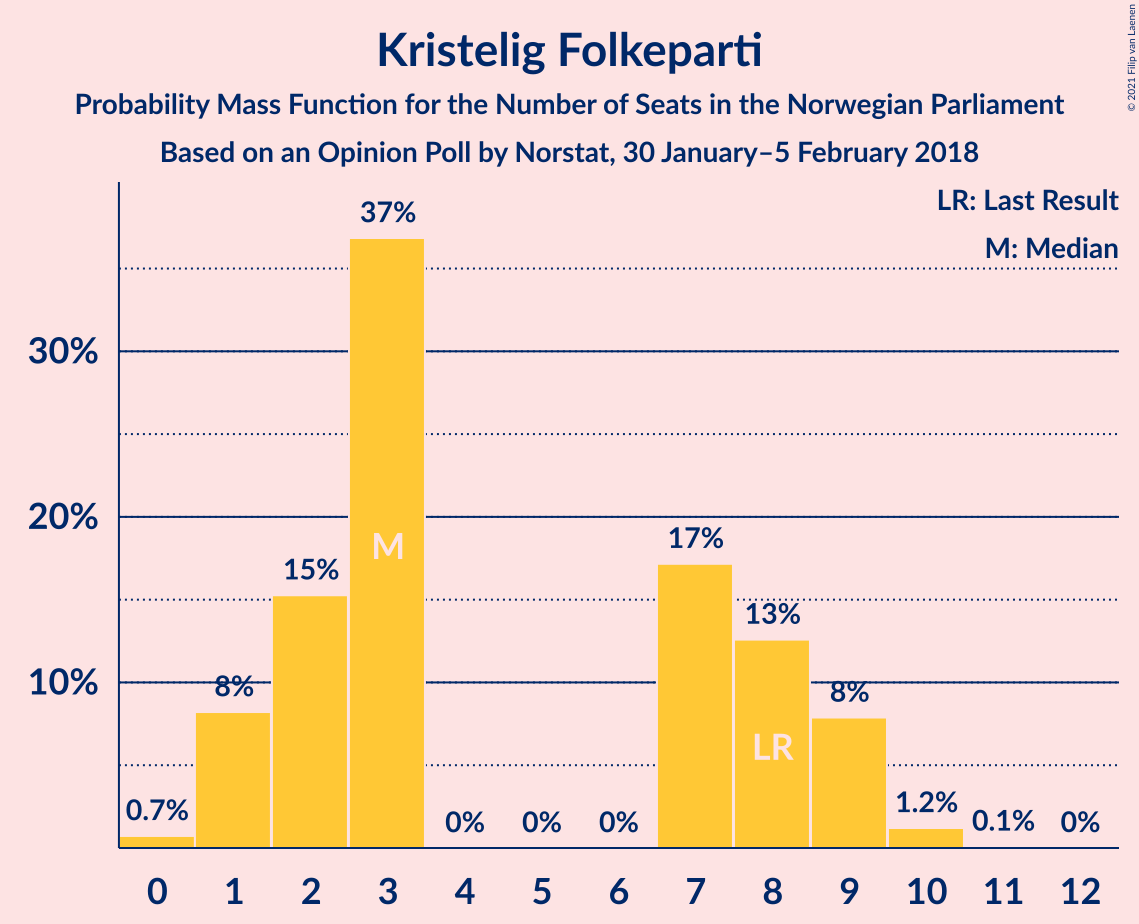 Kristelig Folkeparti
Probability Mass Function for the Number of Seats in the Norwegian Parliament
Based on an Opinion Poll by Norstat, 30 January–5 February 2018
© 2021 Filip van Laenen
LR: Last Result
M: Median
30%
20%
10%
0.7%
8%
15%
37%
0%
0%
0%
17%
13%
8%
1.2%
0.1%
0%
M
LR
0 1 2 3 4 5 6 7 8 9 10 11 12